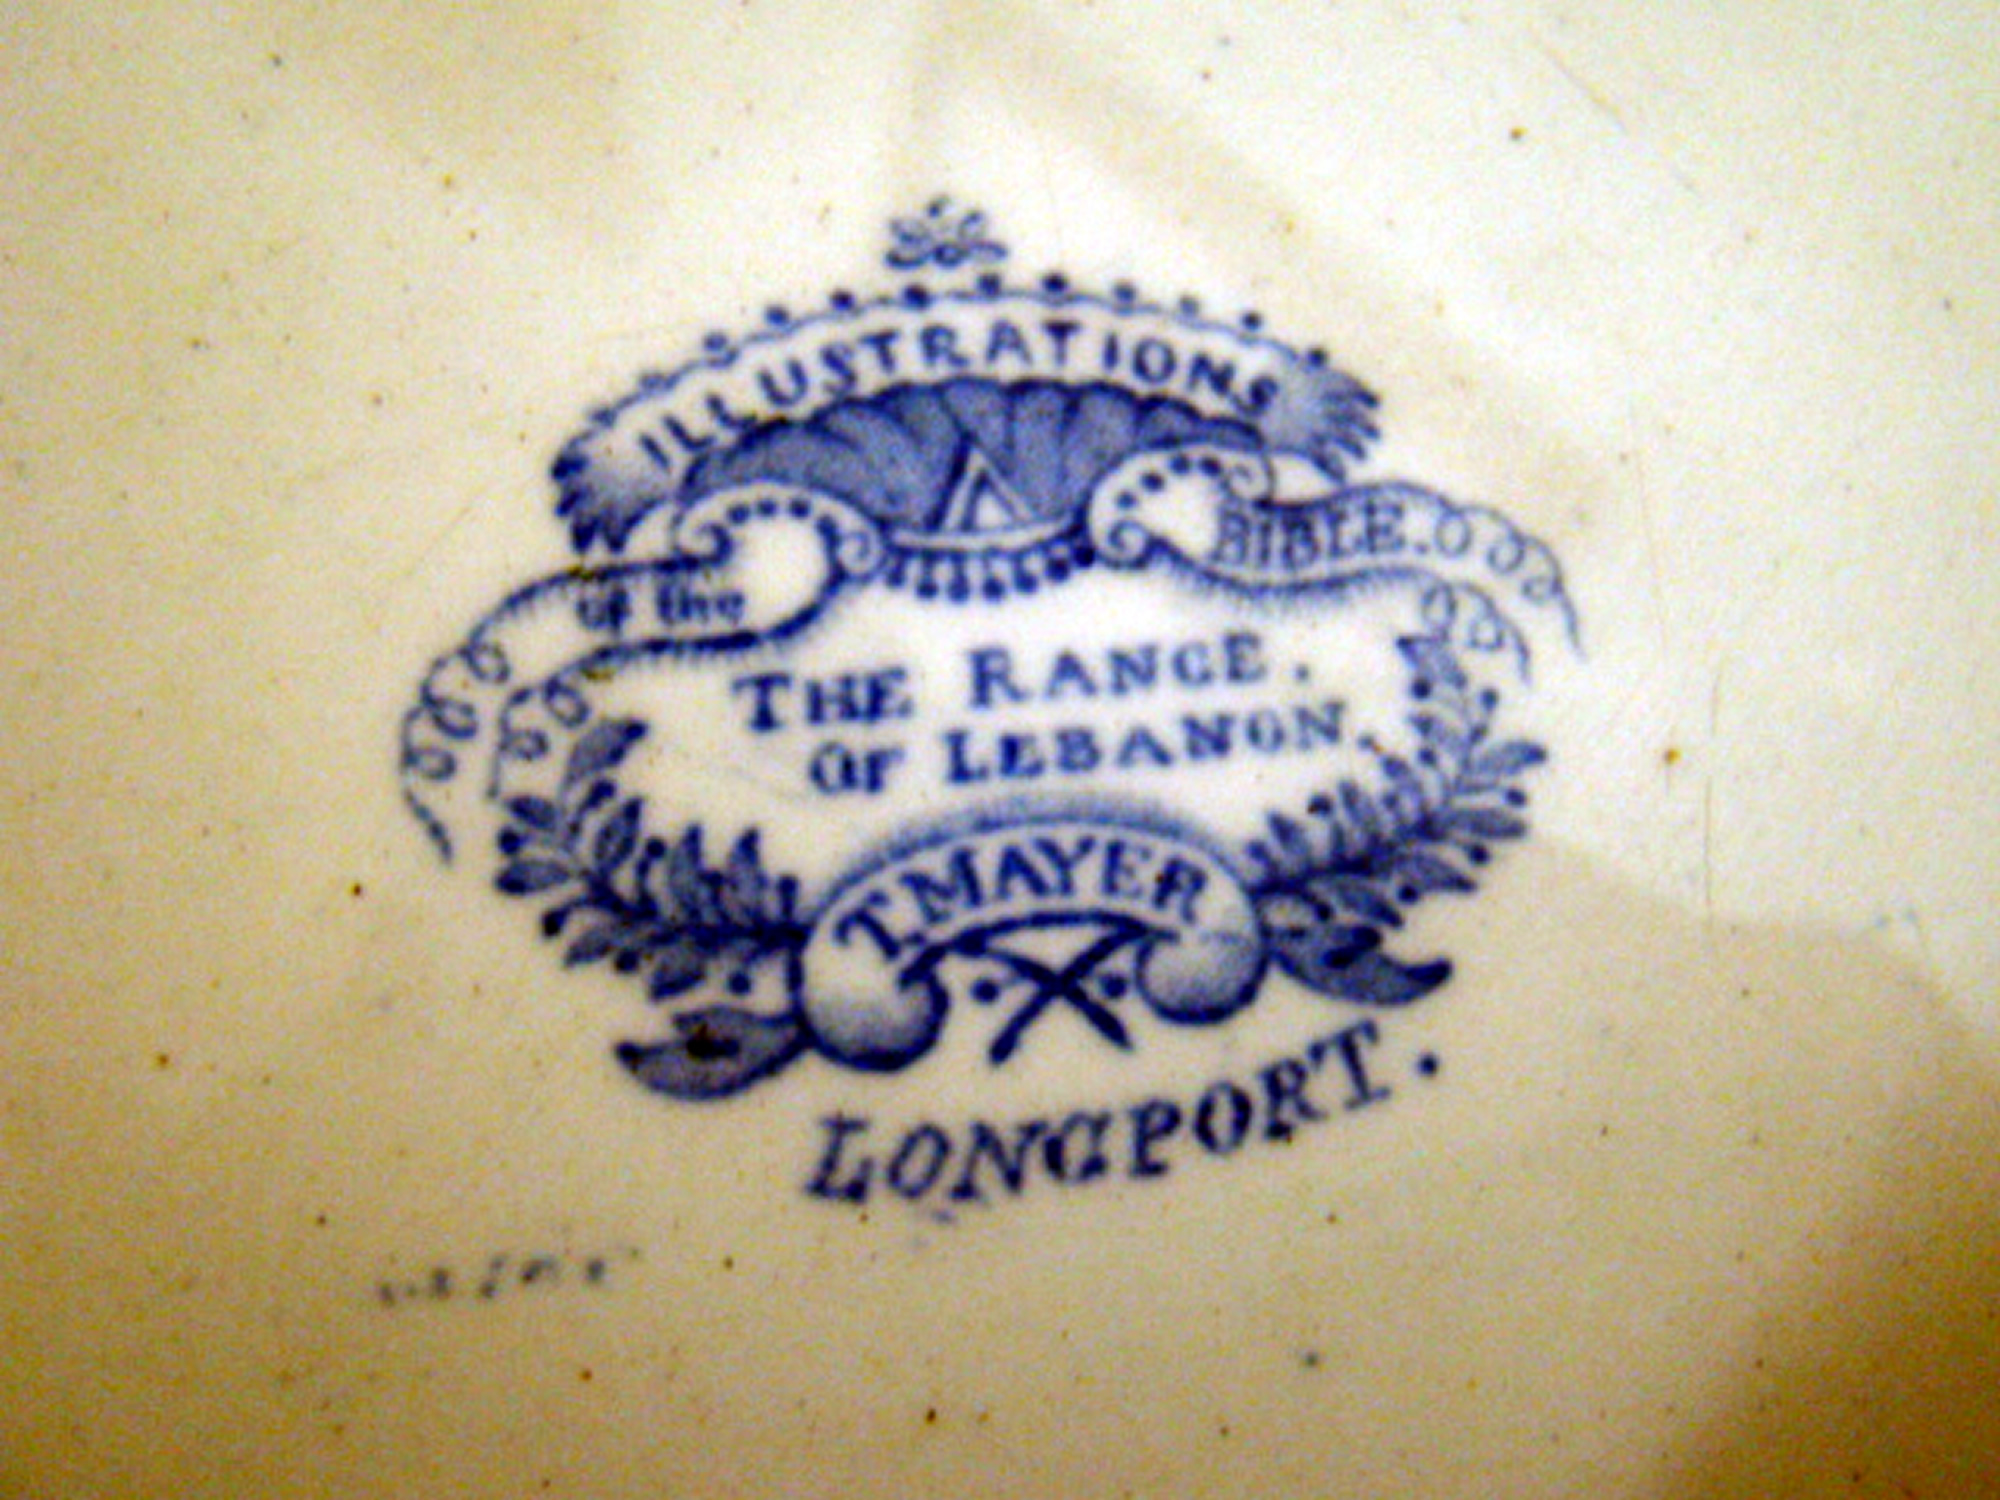 ILLUSTRATIONS
of the BIBLE.
THE RANGE.
OF LEBANON.
T. MAYER
LONGPORT.